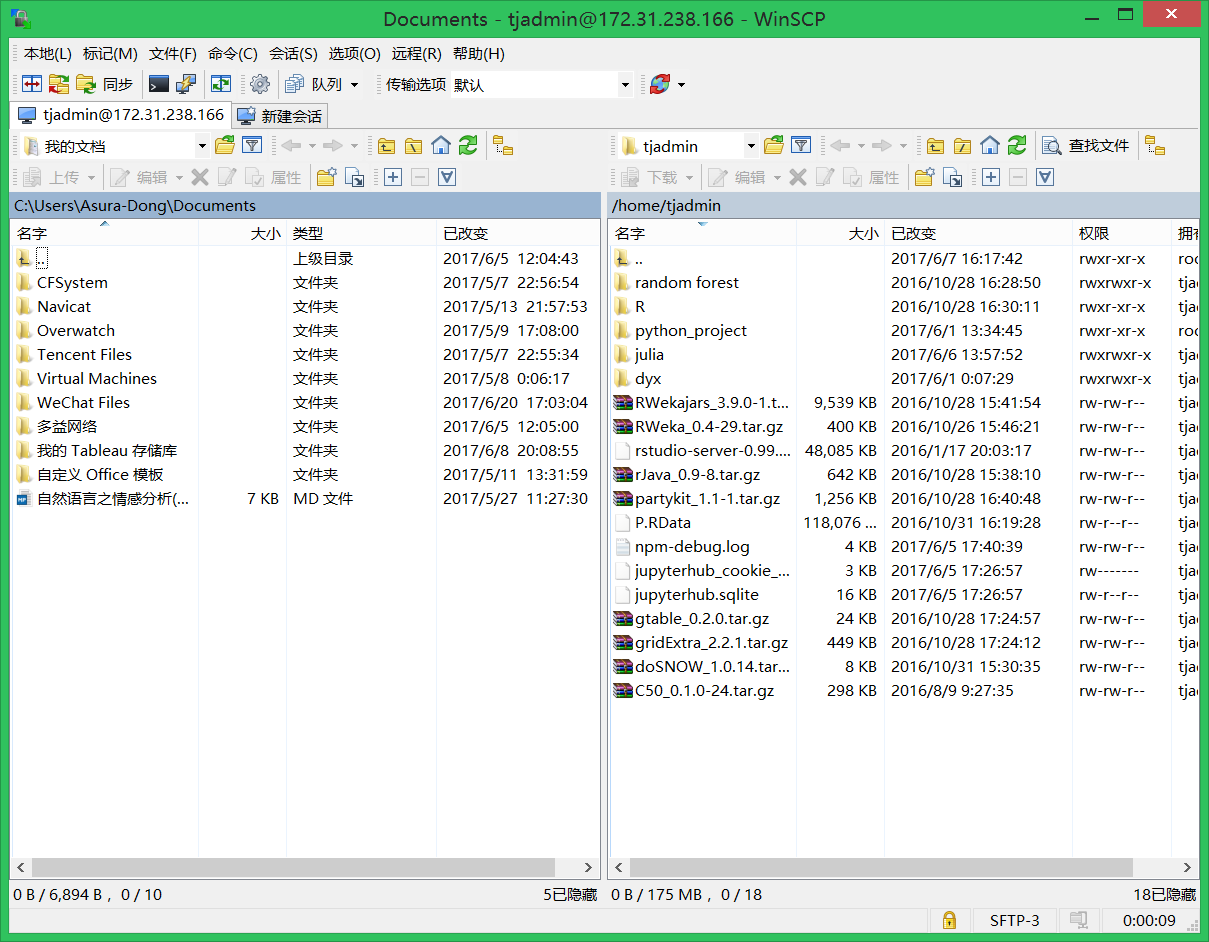 Documents - tjadmin@172.31.238.166 - WinSCP
本地(L) 标记(M) 文件(F) 命令(C) 会话(S) 选项(O) 远程(R) 帮助(H)
同步 队列 传输选项 默认
tjadmin@172.31.238.166 新建会话
我的文档
上传 编辑 属性
C:\Users\Asura-Dong\Documents
名字 大小 类型 已改变
.. 上级目录 2017/6/5 12:04:43
CFSystem 文件夹 2017/5/7 22:56:54
Navicat 文件夹 2017/5/13 21:57:53
Overwatch 文件夹 2017/5/9 17:08:00
Tencent Files 文件夹 2017/5/7 22:55:34
Virtual Machines 文件夹 2017/5/8 0:06:17
WeChat Files 文件夹 2017/6/20 17:03:04
多益网络 文件夹 2017/6/5 12:05:00
我的 Tableau 存储库 文件夹 2017/6/8 20:08:55
自定义 Office 模板 文件夹 2017/5/11 13:31:59
自然语言之情感分析(... 7 KB MD 文件 2017/5/27 11:27:30
0 B / 6,894 B , 0 / 10 5已隐藏
tjadmin 查找文件
下载 编辑 属性
/home/tjadmin
名字 大小 已改变 权限 拥有
.. 2017/6/7 16:17:42 rwxr-xr-x roo
random forest 2016/10/28 16:28:50 rwxrwxr-x tja
R 2016/10/28 16:30:11 rwxr-xr-x tja
python_project 2017/6/1 13:34:45 rwxr-xr-x roo
julia 2017/6/6 13:57:52 rwxrwxr-x tja
dyx 2017/6/1 0:07:29 rwxrwxr-x tja
RWekajars_3.9.0-1.t... 9,539 KB 2016/10/28 15:41:54 rw-rw-r-- tja
RWeka_0.4-29.tar.gz 400 KB 2016/10/26 15:46:21 rw-rw-r-- tja
rstudio-server-0.99.... 48,085 KB 2016/1/17 20:03:17 rw-rw-r-- tja
rJava_0.9-8.tar.gz 642 KB 2016/10/28 15:38:10 rw-rw-r-- tja
partykit_1.1-1.tar.gz 1,256 KB 2016/10/28 16:40:48 rw-rw-r-- tja
P.RData 118,076 ... 2016/10/31 16:19:28 rw-r--r-- tja
npm-debug.log 4 KB 2017/6/5 17:40:39 rw-rw-r-- tja
jupyterhub_cookie_... 3 KB 2017/6/5 17:26:57 rw------- tja
jupyterhub.sqlite 16 KB 2017/6/5 17:26:57 rw-r--r-- tja
gtable_0.2.0.tar.gz 24 KB 2016/10/28 17:24:57 rw-rw-r-- tja
gridExtra_2.2.1.tar.gz 449 KB 2016/10/28 17:24:12 rw-rw-r-- tja
doSNOW_1.0.14.tar... 8 KB 2016/10/31 15:30:35 rw-rw-r-- tja
C50_0.1.0-24.tar.gz 298 KB 2016/8/9 9:27:35 rw-rw-r-- tja
0 B / 175 MB , 0 / 18 18已隐藏
SFTP-3 0:00:09